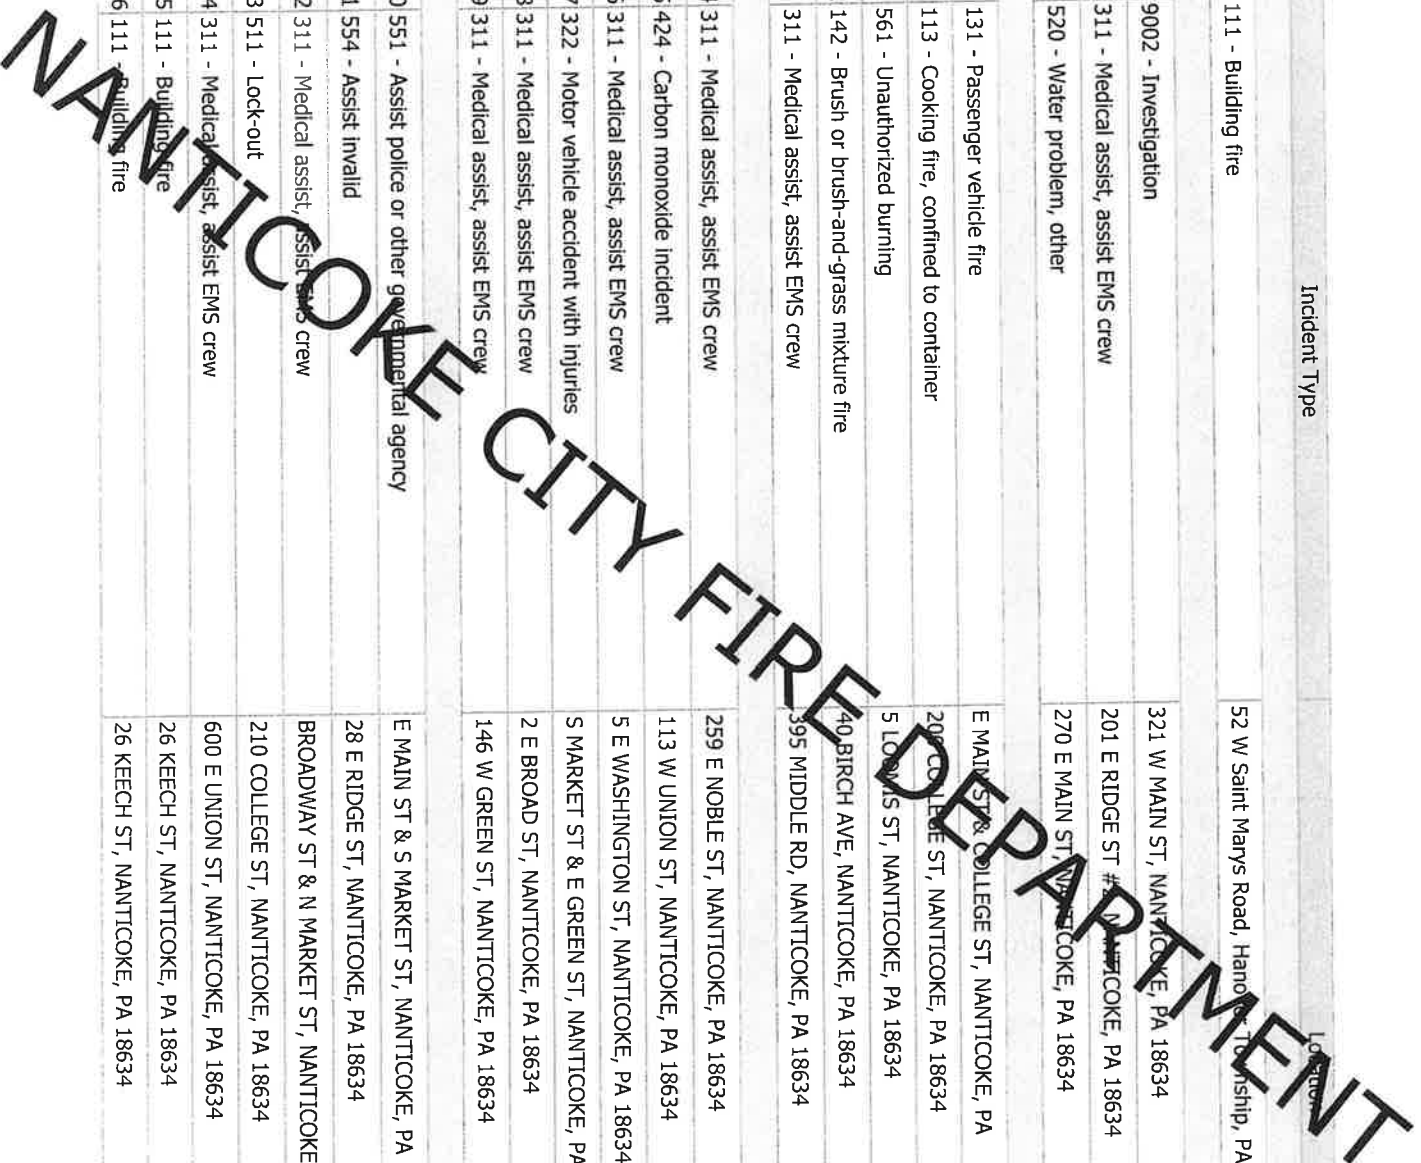 Incident Type Location
111 - Building fire 52 W Saint Marys Road, Hanover Township, PA
9002 - Investigation 321 W MAIN ST, NANTICOKE, PA 18634
311 - Medical assist, assist EMS crew 201 E RIDGE ST NANTICOKE, PA 18634
520 - Water problem, other 270 E MAIN ST, NANTICOKE, PA 18634
131 - Passenger vehicle fire E MAIN ST & COLLEGE ST, NANTICOKE, PA
113 - Cooking fire, confined to container COLLEGE ST, NANTICOKE, PA 18634
561 - Unauthorized burning 5 LOOMIS ST, NANTICOKE, PA 18634
142 - Brush or brush-and-grass mixture fire 40 BIRCH AVE, NANTICOKE, PA 18634
311 - Medical assist, assist EMS crew 395 MIDDLE RD, NANTICOKE, PA 18634
311 - Medical assist, assist EMS crew 259 E NOBLE ST, NANTICOKE, PA 18634
424 - Carbon monoxide incident 113 W UNION ST, NANTICOKE, PA 18634
311 - Medical assist, assist EMS crew 5 E WASHINGTON ST, NANTICOKE, PA 18634
7 322 - Motor vehicle accident with injuries S MARKET ST & E GREEN ST, NANTICOKE, PA
311 - Medical assist, assist EMS crew 2 E BROAD ST, NANTICOKE, PA 18634
9 311 - Medical assist, assist EMS crew 146 W GREEN ST, NANTICOKE, PA 18634
0 551 - Assist police or other governmental agency E MAIN ST & S MARKET ST, NANTICOKE, PA
1 554 - Assist invalid 28 E RIDGE ST, NANTICOKE, PA 18634
2 311 - Medical assist, assist EMS crew BROADWAY ST & N MARKET ST, NANTICOKE
3 511 - Lock-out 210 COLLEGE ST, NANTICOKE, PA 18634
4 311 - Medical assist, assist EMS crew 600 E UNION ST, NANTICOKE, PA 18634
5 111 - Building fire 26 KEECH ST, NANTICOKE, PA 18634
6 111 - Building fire 26 KEECH ST, NANTICOKE, PA 18634
NANTICOKE CITY FIRE DEPARTMENT